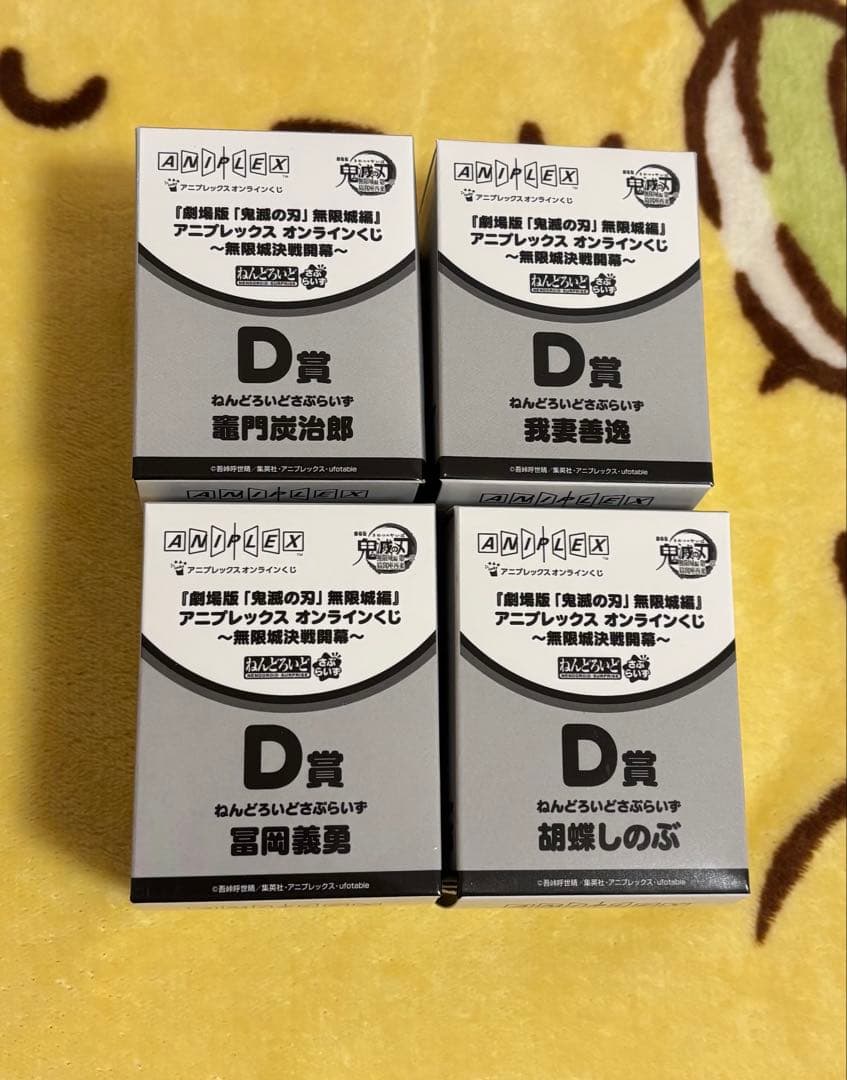 ANIPLEX
アニプレックス オンラインくじ
鬼滅の刃
『劇場版「鬼滅の刃」無限城編』
アニプレックス オンラインくじ
～無限城決戦開幕～
ねんどろいど
NENDOROID SURPRISE
さぷらいず
D賞
ねんどろいどさぷらいず
竈門炭治郎
©吾峠呼世晴／集英社・アニプレックス・ufotable
ANIPLEX
アニプレックス オンラインくじ
鬼滅の刃
『劇場版「鬼滅の刃」無限城編』
アニプレックス オンラインくじ
～無限城決戦開幕～
ねんどろいど
NENDOROID SURPRISE
さぷらいず
D賞
ねんどろいどさぷらいず
我妻善逸
©吾峠呼世晴／集英社・アニプレックス・ufotable
ANIPLEX
ANIPLEX
ANIPLEX
アニプレックス オンラインくじ
鬼滅の刃
『劇場版「鬼滅の刃」無限城編』
アニプレックス オンラインくじ
～無限城決戦開幕～
ねんどろいど
NENDOROID SURPRISE
さぷらいず
D賞
ねんどろいどさぷらいず
冨岡義勇
©吾峠呼世晴／集英社・アニプレックス・ufotable
ANIPLEX
アニプレックス オンラインくじ
鬼滅の刃
『劇場版「鬼滅の刃」無限城編』
アニプレックス オンラインくじ
～無限城決戦開幕～
ねんどろいど
NENDOROID SURPRISE
さぷらいず
D賞
ねんどろいどさぷらいず
胡蝶しのぶ
©吾峠呼世晴／集英社・アニプレックス・ufotable